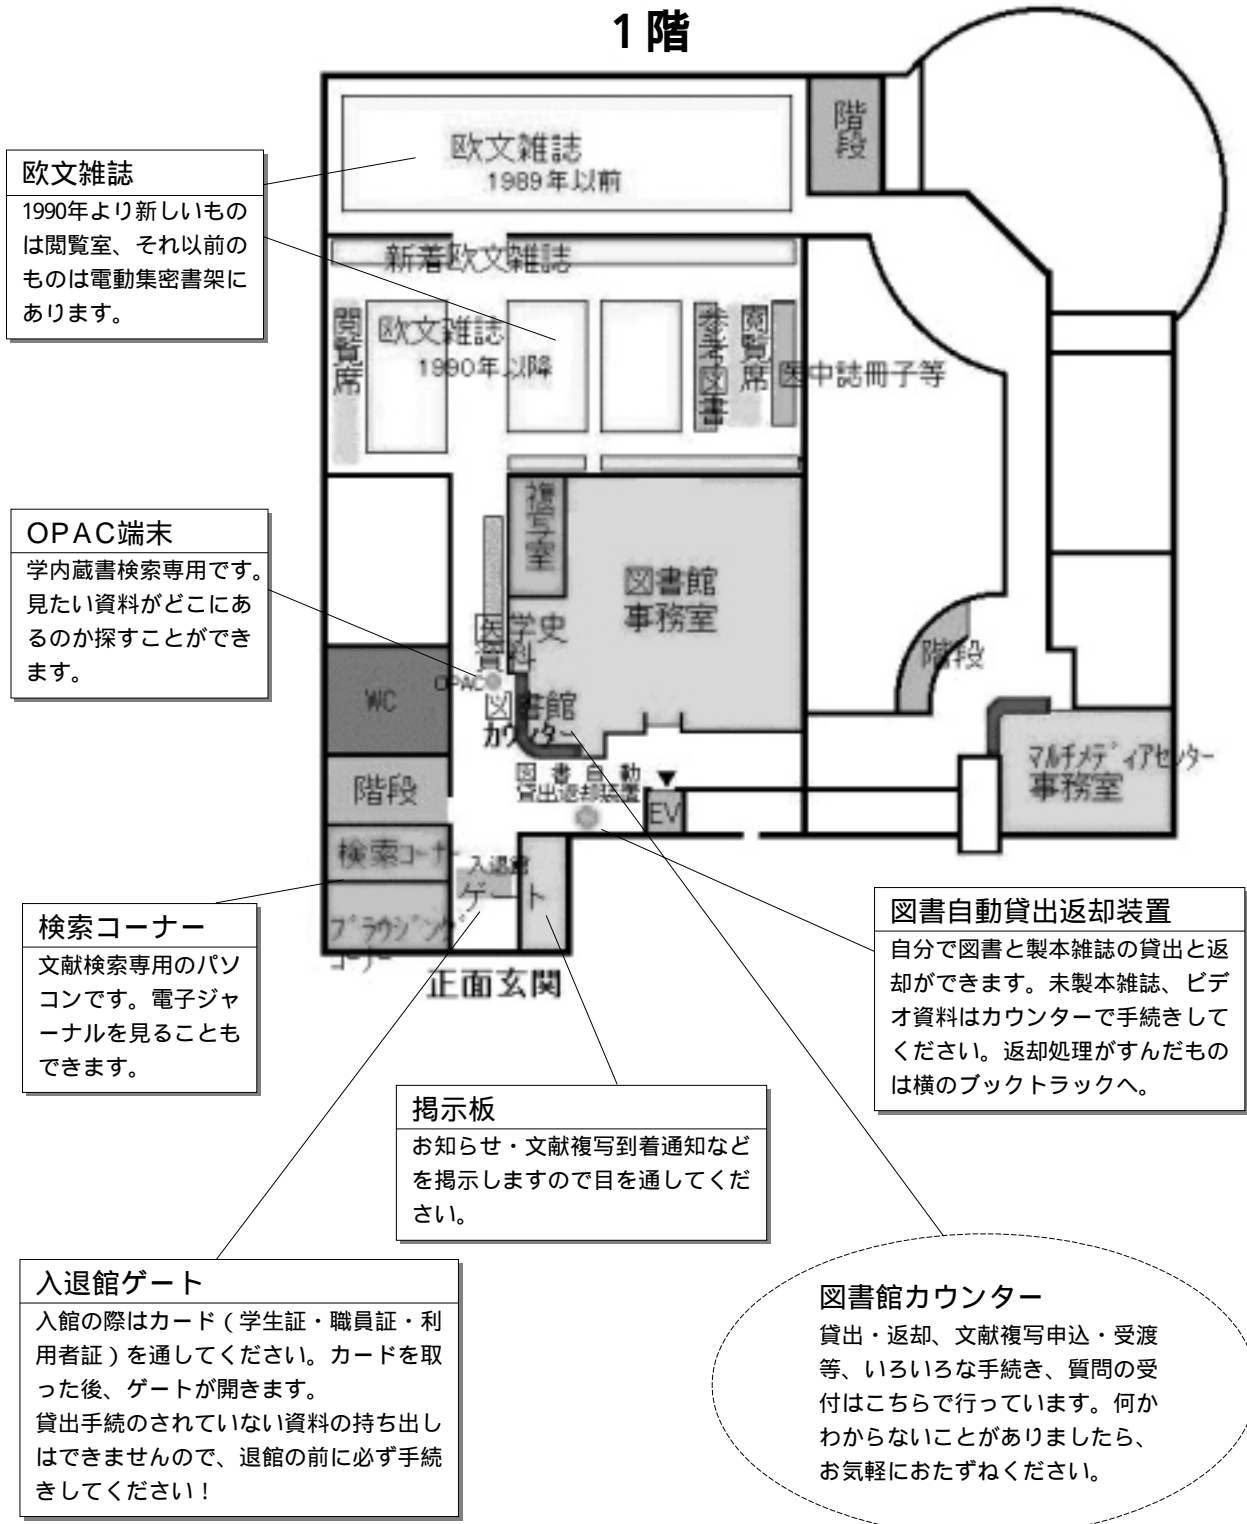 1階
欧文雑誌
1989年以前
階段
欧文雑誌
1990年より新しいもの
は閲覧室、それ以前の
ものは電動集密書架に
あります。
新着欧文雑誌
閲覧席
欧文雑誌
1990年以降
参考図書
閲覧席
医中誌冊子等
OPAC端末
学内蔵書検索専用です。
見たい資料がどこにあ
るのか探すことができ
ます。
複写室
図書館
事務室
医学史
資料
OPAC
図書館
カウンター
WC
階段
階段
図書自動
貸出返却装置
EV
マルチメディアセンター
事務室
検索コーナー
入退館
ゲート
ブラウジング
コーナー
正面玄関
検索コーナー
文献検索専用のパソ
コンです。電子ジャ
ーナルを見ることも
できます。
図書自動貸出返却装置
自分で図書と製本雑誌の貸出と返
却ができます。未製本雑誌、ビデ
オ資料はカウンターで手続きして
ください。返却処理がすんだもの
は横のブックトラックへ。
掲示板
お知らせ・文献複写到着通知など
を掲示しますので目を通してくだ
さい。
入退館ゲート
入館の際はカード(学生証・職員証・利
用者証)を通してください。カードを取
った後、ゲートが開きます。
貸出手続のされていない資料の持ち出し
はできませんので、退館の前に必ず手続
きしてください!
図書館カウンター
貸出・返却、文献複写申込・受渡
等、いろいろな手続き、質問の受
付はこちらで行っています。何か
わからないことがありましたら、
お気軽におたずねください。